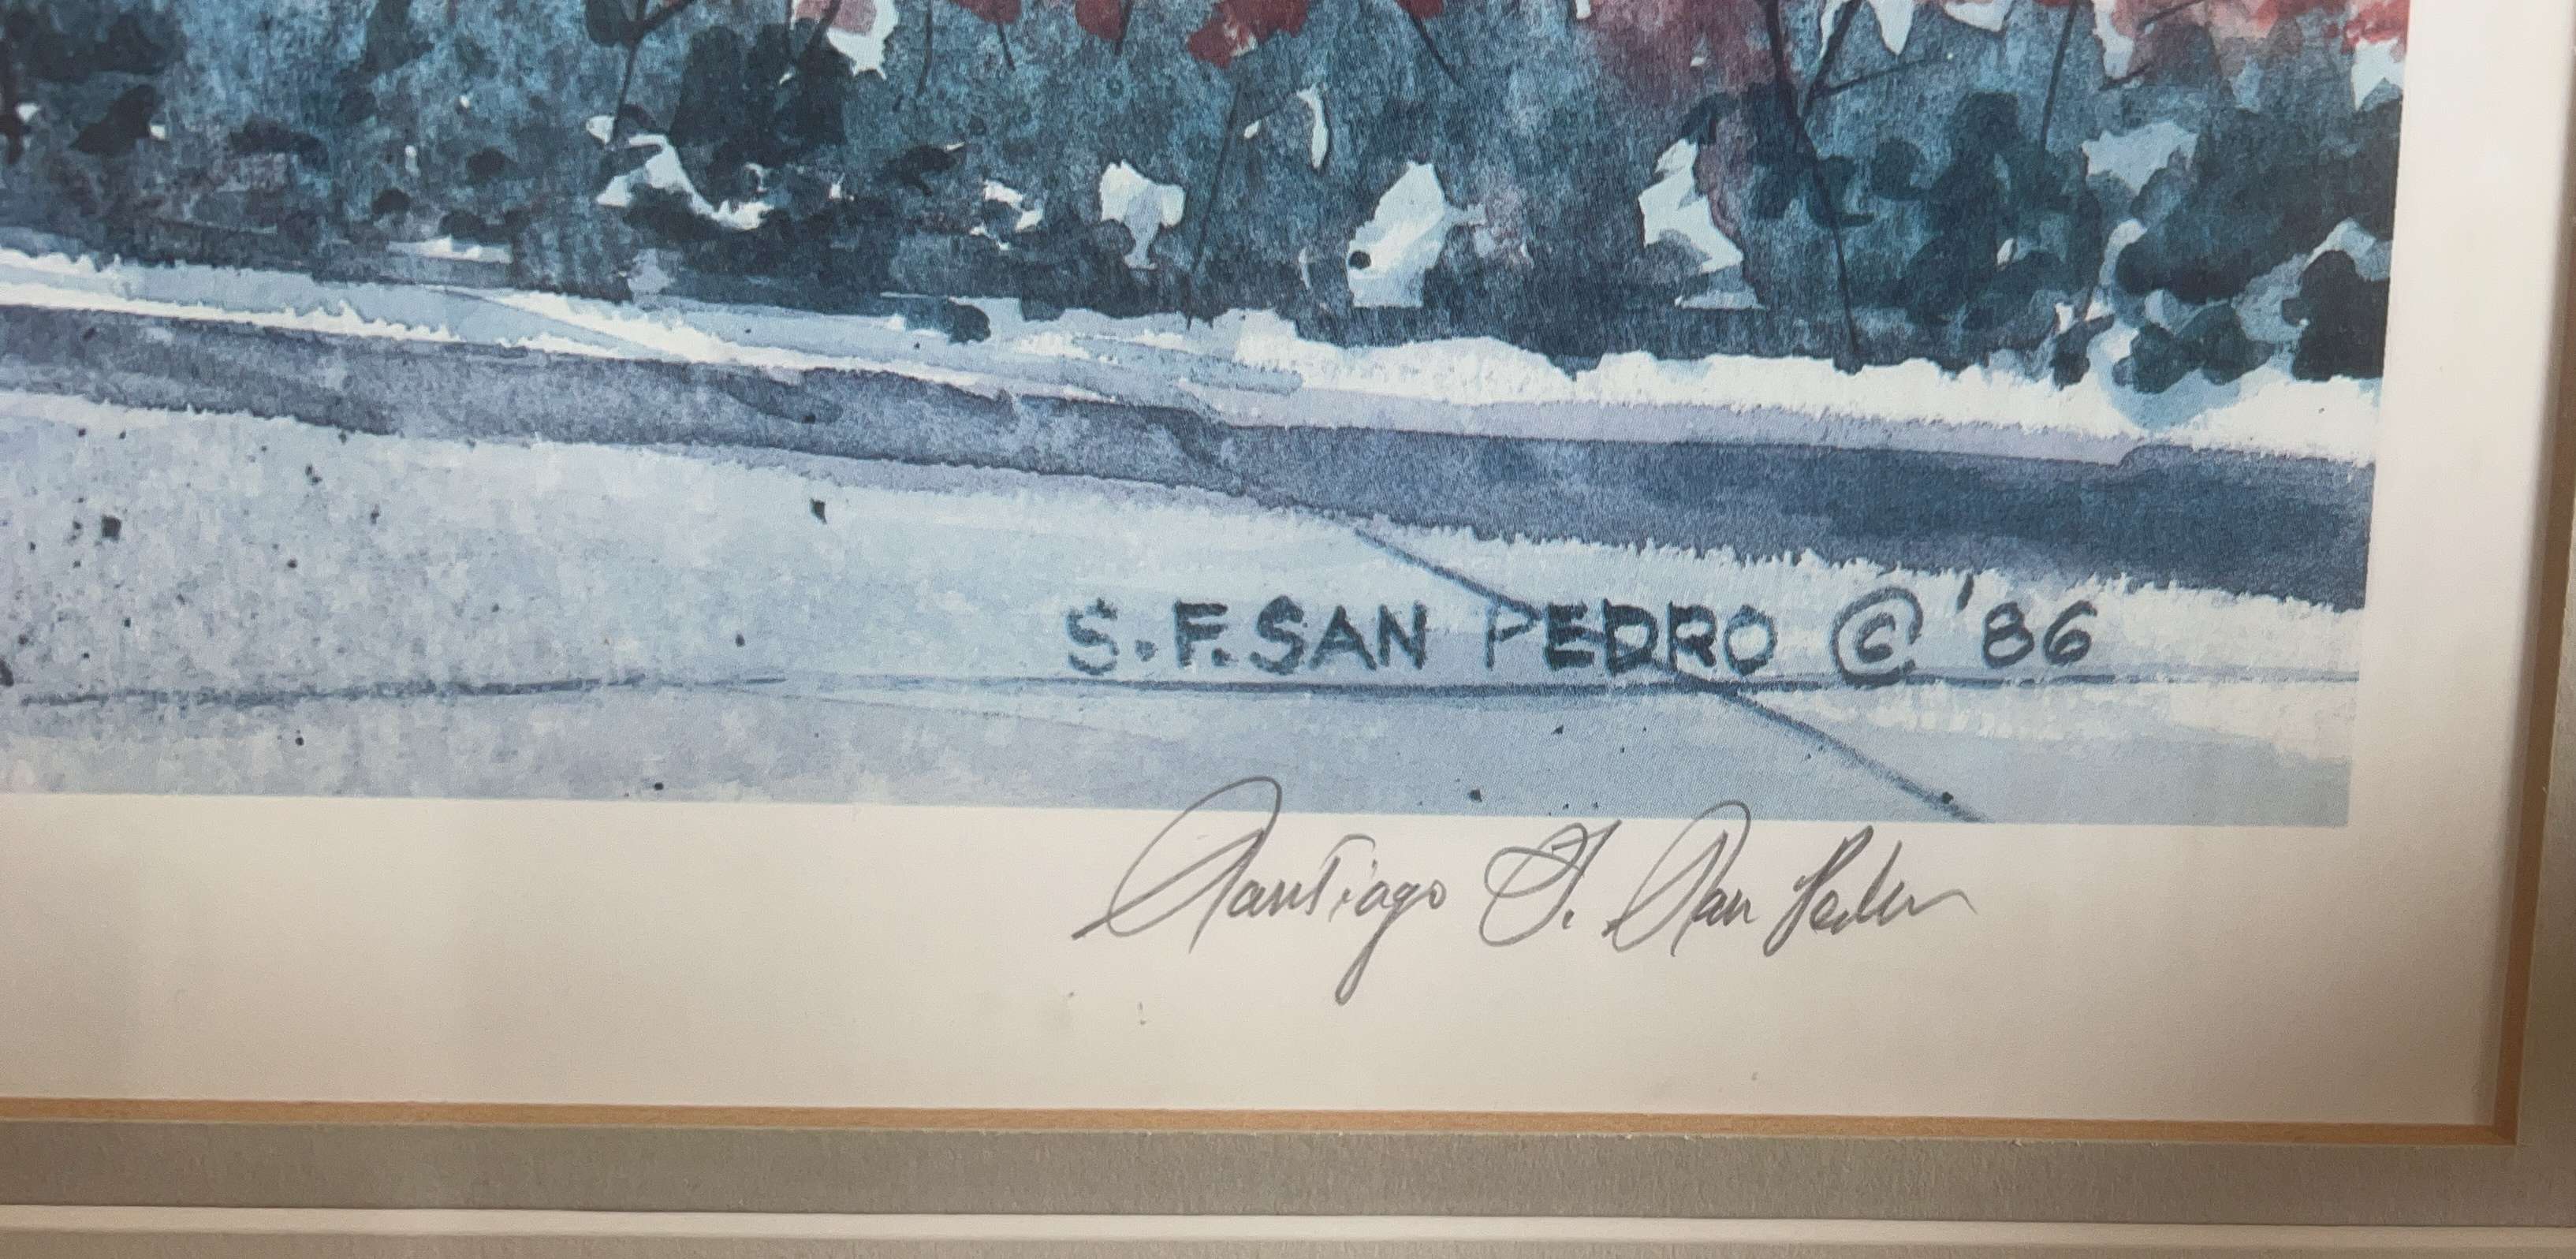 S. F. SAN PEDRO © '86
Santiago F. San Pedro